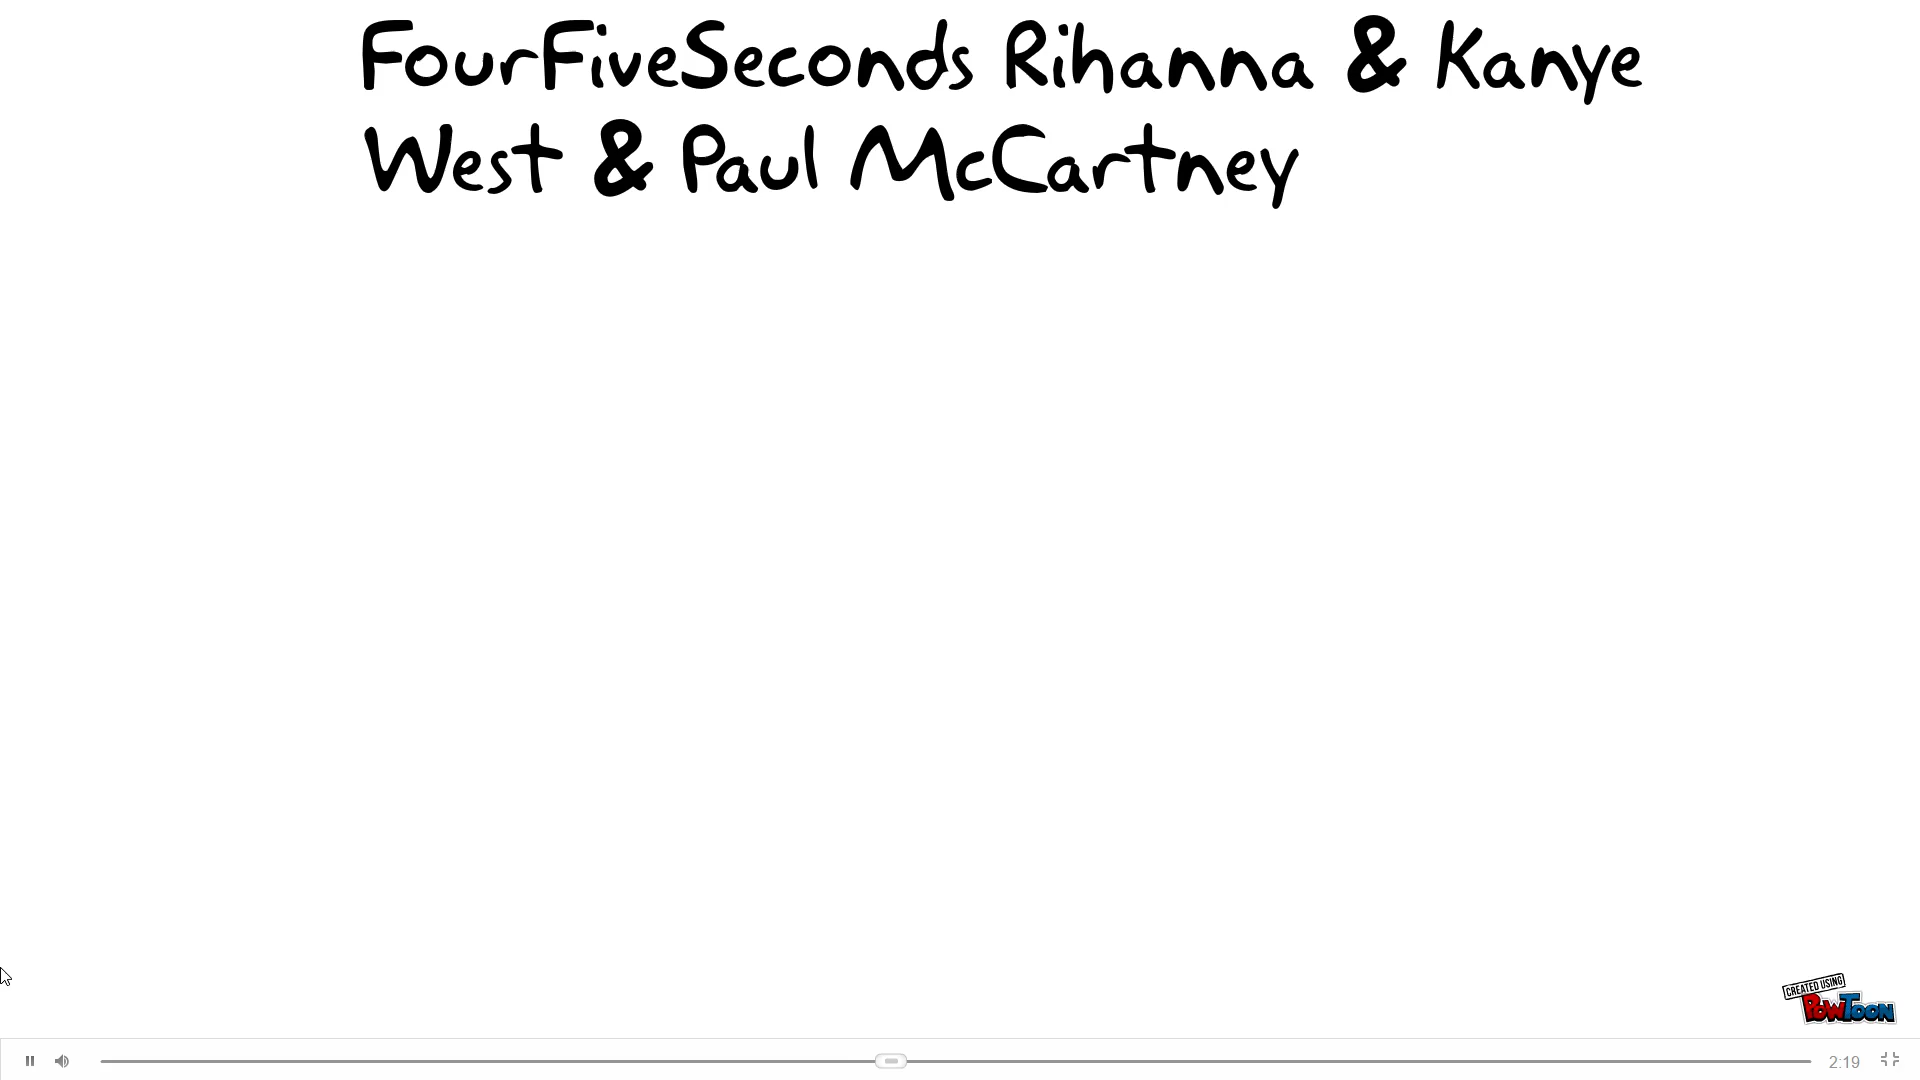 FourFiveSeconds Rihanna & Kanye
West & Paul McCartney
CREATED USING
POWTOON
2:19